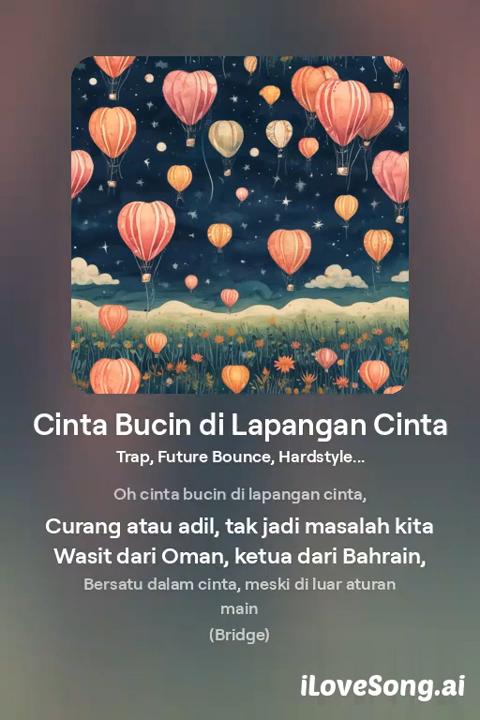 Cinta Bucin di Lapangan Cinta
Trap, Future Bounce, Hardstyle...
Oh cinta bucin di lapangan cinta,
Curang atau adil, tak jadi masalah kita
Wasit dari Oman, ketua dari Bahrain,
Bersatu dalam cinta, meski di luar aturan
main
(Bridge)
iLoveSong.ai